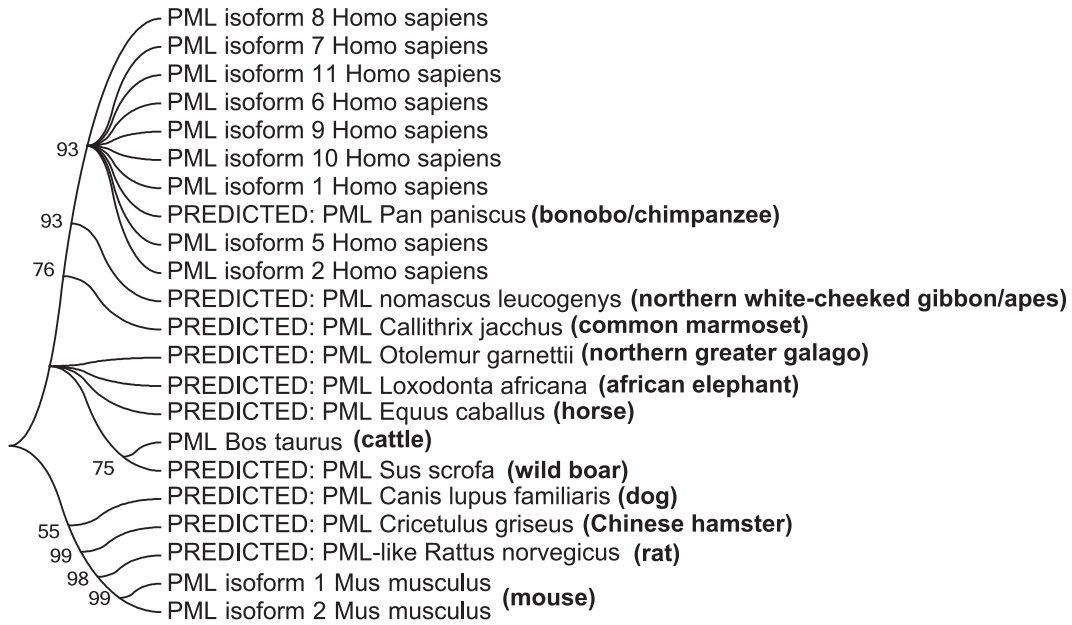 PML isoform 8 Homo sapiens
PML isoform 7 Homo sapiens
PML isoform 11 Homo sapiens
PML isoform 6 Homo sapiens
93 PML isoform 9 Homo sapiens
PML isoform 10 Homo sapiens
PML isoform 1 Homo sapiens
93 PREDICTED: PML Pan paniscus (bonobo/chimpanzee)
PML isoform 5 Homo sapiens
76 PML isoform 2 Homo sapiens
PREDICTED: PML nomascus leucogenys (northern white-cheeked gibbon/apes)
PREDICTED: PML Callithrix jacchus (common marmoset)
PREDICTED: PML Otolemur garnettii (northern greater galago)
PREDICTED: PML Loxodonta africana (african elephant)
PREDICTED: PML Equus caballus (horse)
PML Bos taurus (cattle)
75 PREDICTED: PML Sus scrofa (wild boar)
PREDICTED: PML Canis lupus familiaris (dog)
55 PREDICTED: PML Cricetulus griseus (Chinese hamster)
99 PREDICTED: PML-like Rattus norvegicus (rat)
98 PML isoform 1 Mus musculus
99 (mouse)
PML isoform 2 Mus musculus